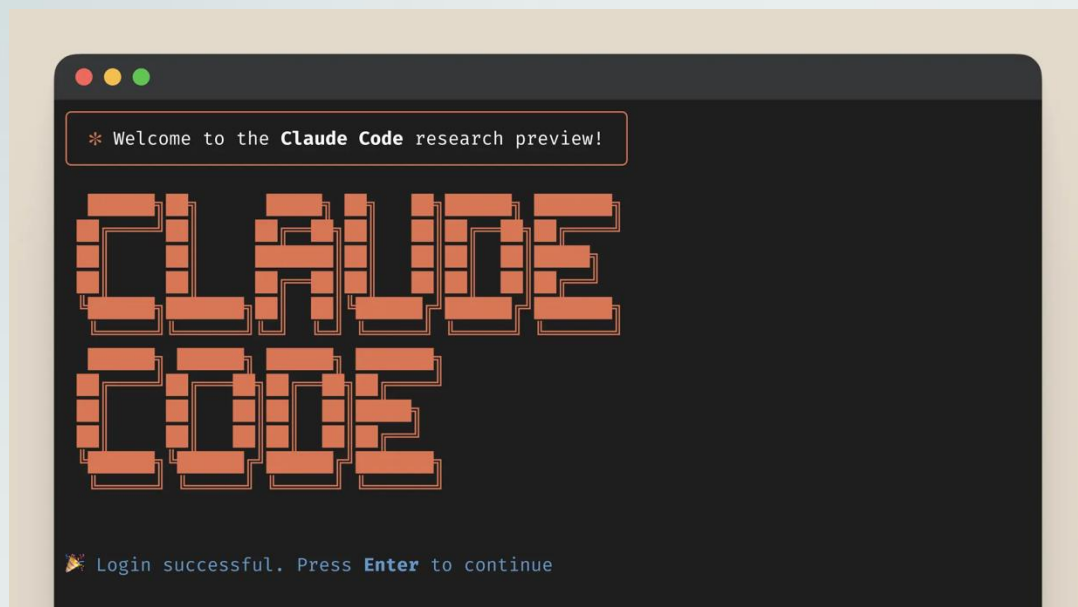 ✻ Welcome to the Claude Code research preview!
CLAUDE
CODE
🎉 Login successful. Press Enter to continue